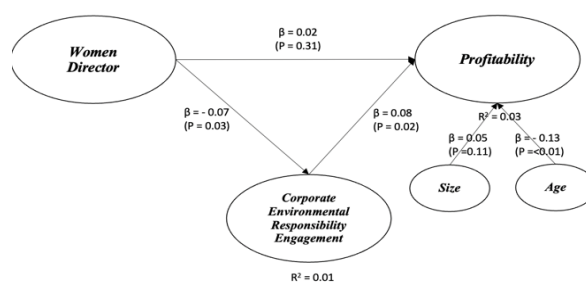 β = 0.02
(P = 0.31)
Women
Director
Profitability
β = - 0.07
(P = 0.03)
β = 0.08
(P = 0.02)
R² = 0.03
β = 0.05
(P =0.11)
β = - 0.13
(P =<0.01)
Size
Age
Corporate
Environmental
Responsibility
Engagement
R² = 0.01